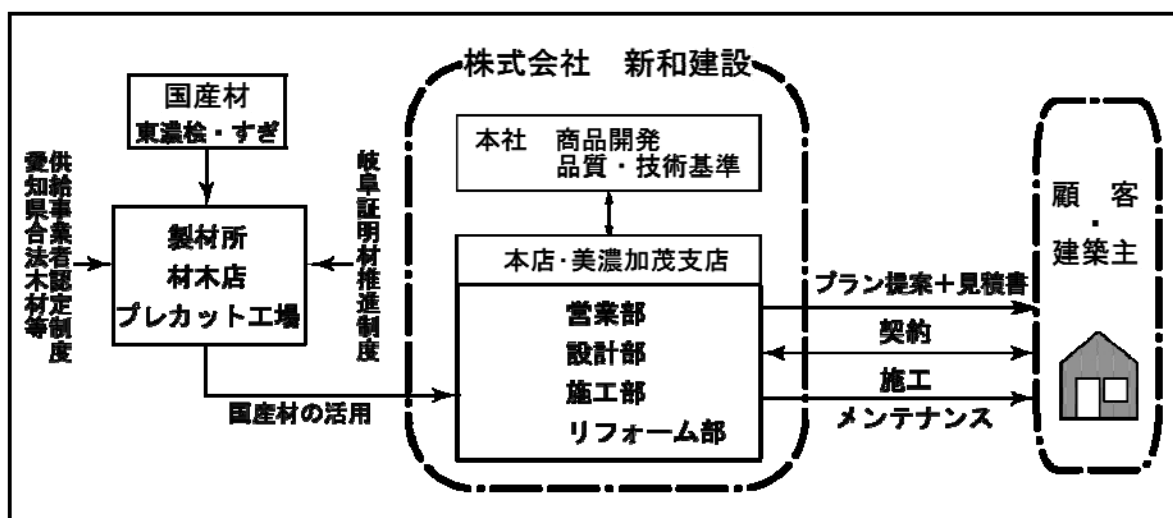 株式会社　新和建設
国産材
東濃桧・すぎ
愛知県合法木材等
供給事業者認定制度
製材所
材木店
プレカット工場
岐阜証明材推進制度
国産材の活用
本社　商品開発
品質・技術基準
本店・美濃加茂支店
営業部
設計部
施工部
リフォーム部
プラン提案＋見積書
契約
施工
メンテナンス
顧　客
・
建築主